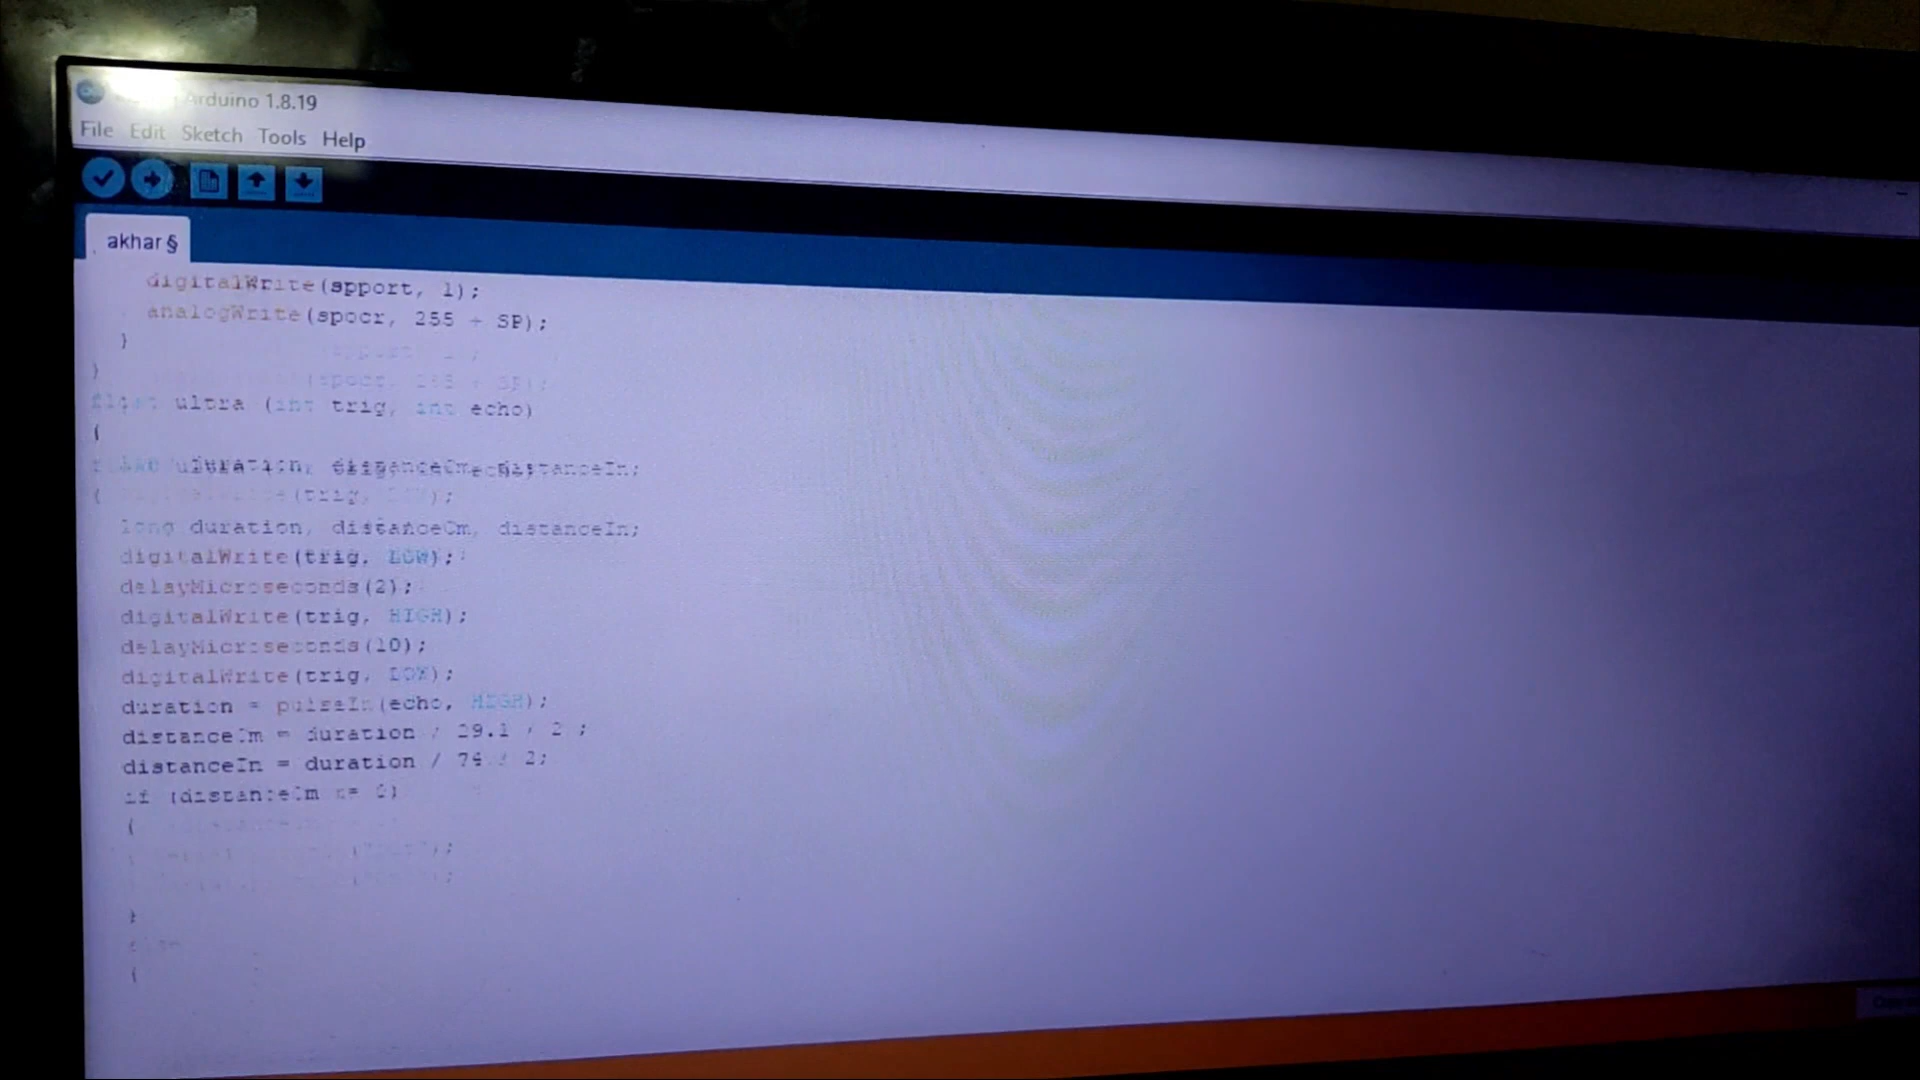 Arduino 1.8.19
File Edit Sketch Tools Help
akhar §
digitalWrite(spport, 1);
analogWrite(spocr, 255 + SP);
}
}
float ultra (int trig, int echo)
{
long duration, distanceCm, distanceIn;
digitalWrite(trig, LOW);
delayMicroseconds(2);
digitalWrite(trig, HIGH);
delayMicroseconds(10);
digitalWrite(trig, LOW);
duration = pulseIn(echo, HIGH);
distanceCm = duration / 29.1 / 2 ;
distanceIn = duration / 74 / 2;
if (distanceCm <= 0)
{
}
else
{